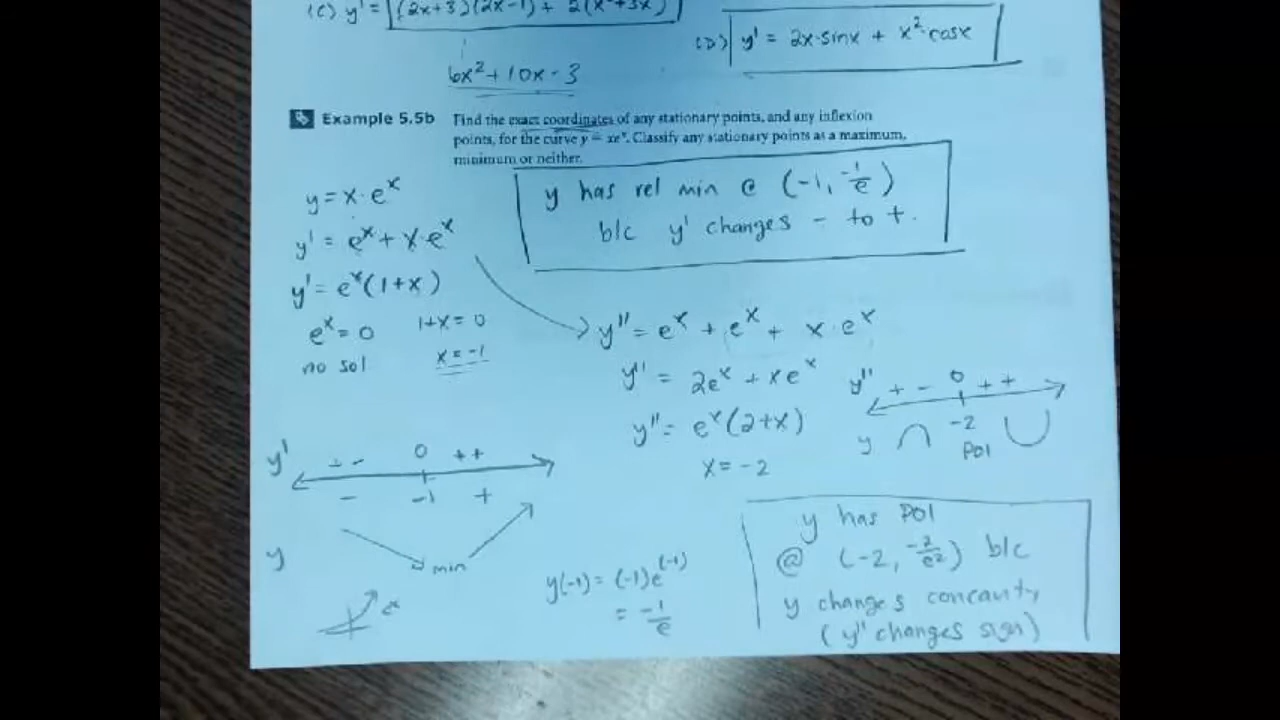 (C) y' = (2x+3)(2x-1) + 2(x²+3x)
6x² + 10x - 3
(D) y' = 2x·sinx + x²·cosx
Example 5.5b Find the exact coordinates of any stationary points, and any inflexion
points, for the curve y = xeˣ. Classify any stationary points as a maximum,
minimum or neither.
y has rel min @ (-1, -1/e)
b/c y' changes - to +.
y = x·eˣ
y' = eˣ + x·eˣ
y' = eˣ(1+x)
eˣ = 0 1+x = 0
no sol x = -1
y'' = eˣ + eˣ + x·eˣ
y'' = 2eˣ + xeˣ
y'' = eˣ(2+x)
x = -2
y'' + - 0 + +
-2
y ∩ POI ∪
y' + - 0 ++
- -1 +
y min
eˣ
y(-1) = (-1)e^(-1)
= -1/e
y has POI
@ (-2, -2/e²) b/c
y changes concavity
(y'' changes sign)